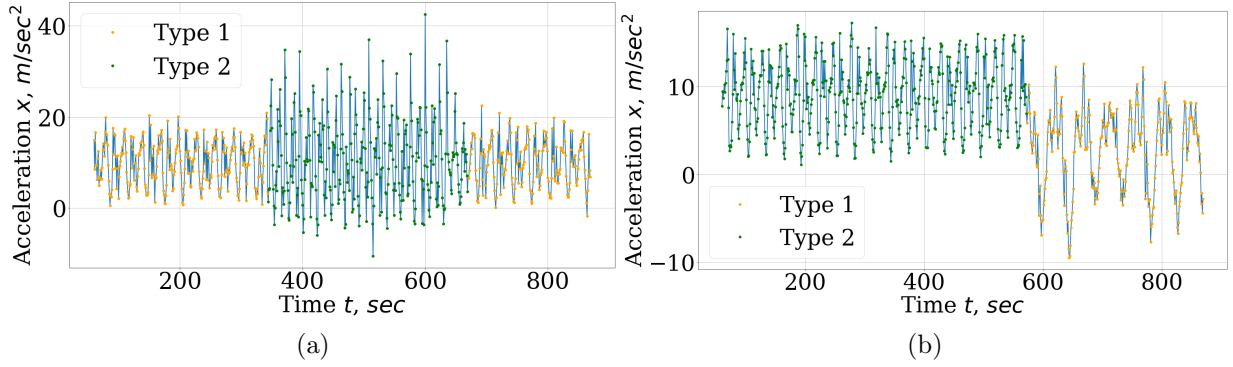 Acceleration x, m/sec²
40
20
0
Type 1
Type 2
200
400
600
800
Time t, sec
(a)
Acceleration x, m/sec²
10
0
−10
Type 1
Type 2
200
400
600
800
Time t, sec
(b)